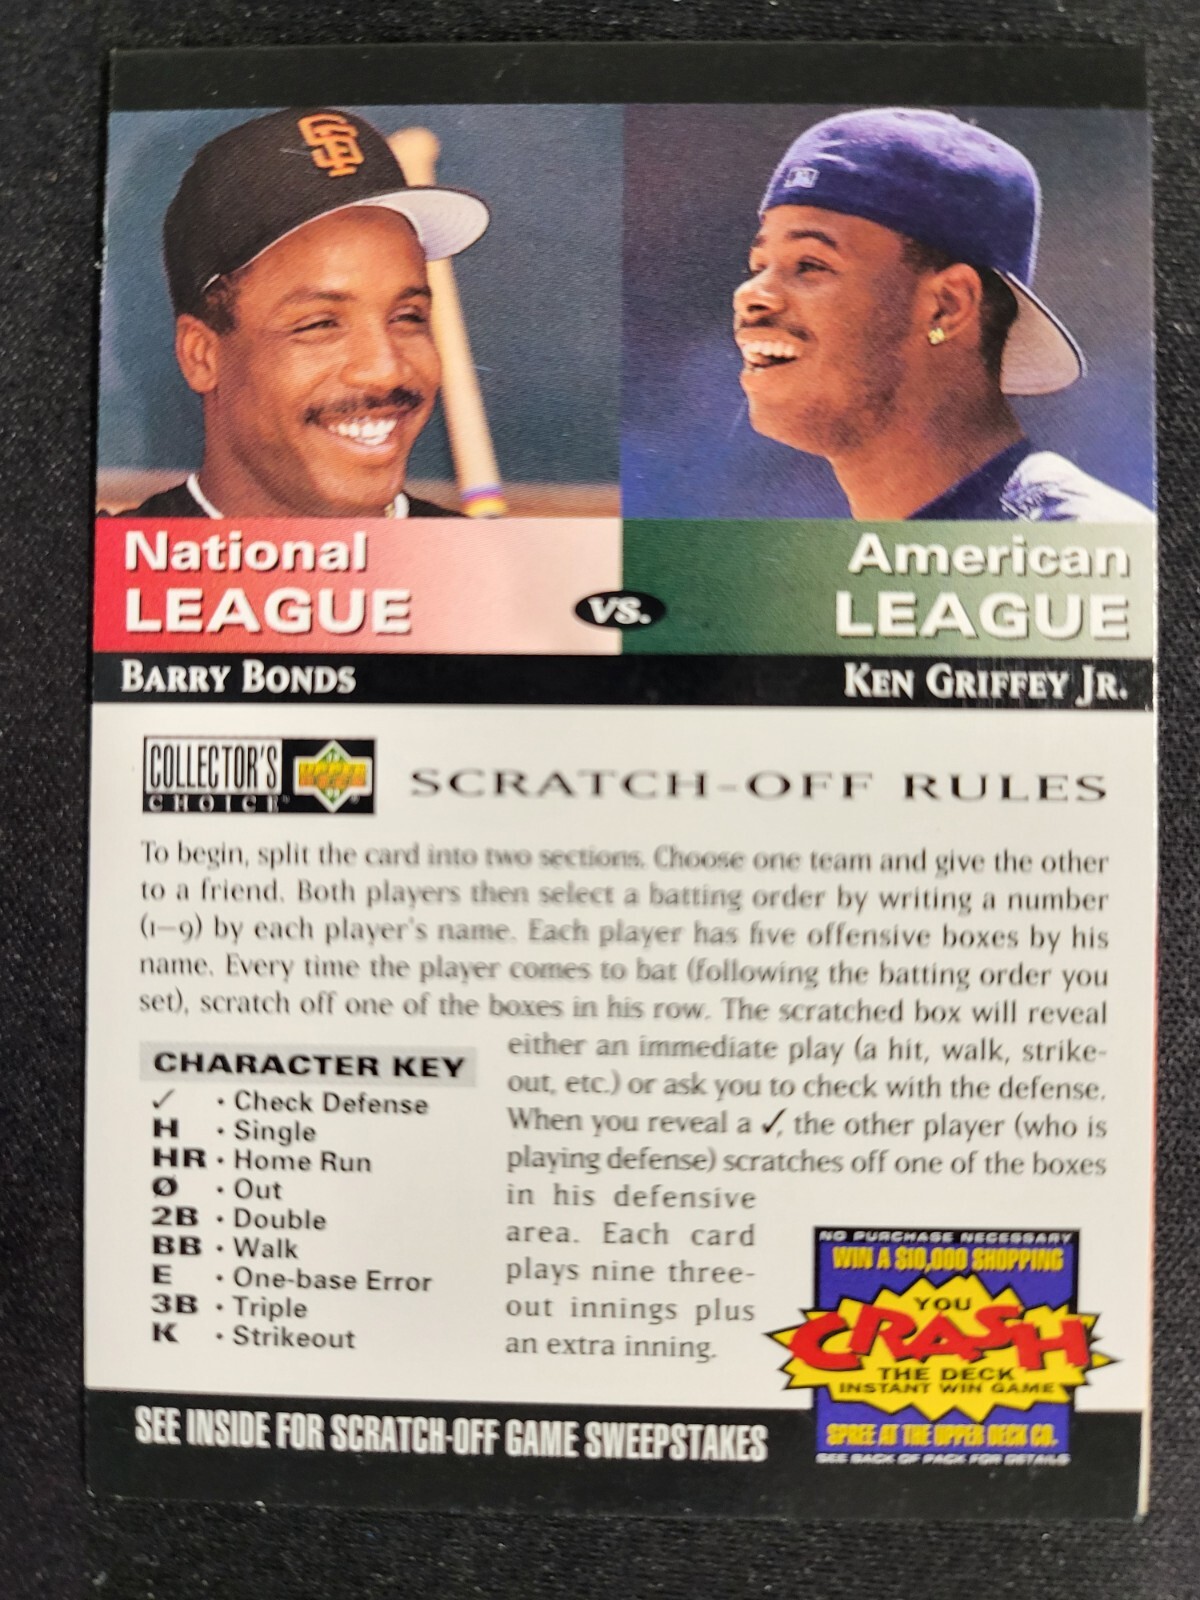 SF
National
LEAGUE
vs.
American
LEAGUE
BARRY BONDS
KEN GRIFFEY JR.
COLLECTOR'S
CHOICE
UPPER
DECK
SCRATCH-OFF RULES
To begin, split the card into two sections. Choose one team and give the other
to a friend. Both players then select a batting order by writing a number
(1–9) by each player's name. Each player has five offensive boxes by his
name. Every time the player comes to bat (following the batting order you
set), scratch off one of the boxes in his row. The scratched box will reveal
either an immediate play (a hit, walk, strike-
out, etc.) or ask you to check with the defense.
When you reveal a ✓, the other player (who is
playing defense) scratches off one of the boxes
in his defensive
area. Each card
plays nine three-
out innings plus
an extra inning.
CHARACTER KEY
✓ • Check Defense
H • Single
HR • Home Run
Ø • Out
2B • Double
BB • Walk
E • One-base Error
3B • Triple
K • Strikeout
NO PURCHASE NECESSARY
WIN A $10,000 SHOPPING
YOU
CRASH
THE DECK
INSTANT WIN GAME
SPREE AT THE UPPER DECK CO.
SEE BACK OF PACK FOR DETAILS
SEE INSIDE FOR SCRATCH-OFF GAME SWEEPSTAKES